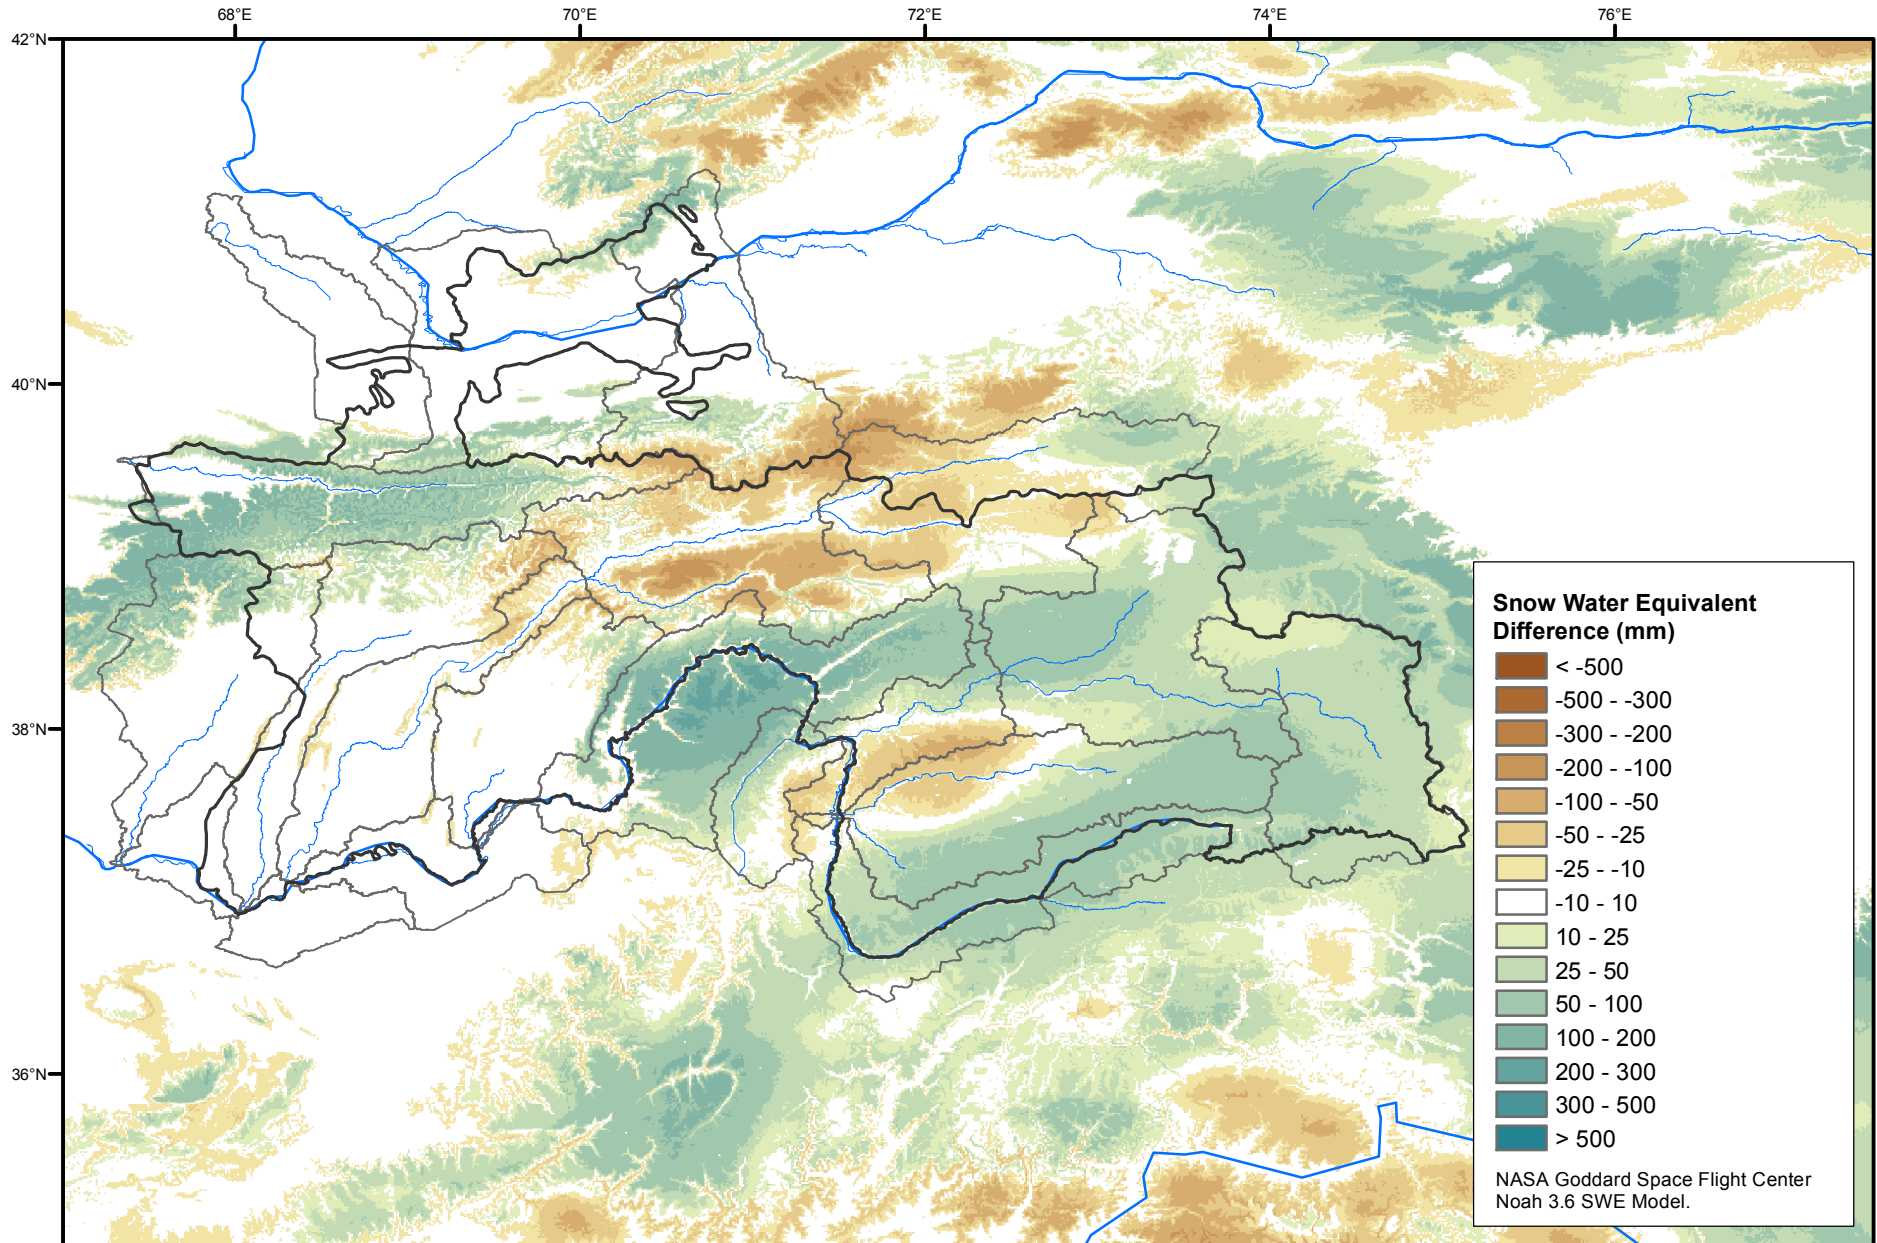 68°E
70°E
72°E
74°E
76°E
42°N
40°N
38°N
36°N
Snow Water Equivalent
Difference (mm)
< -500
-500 - -300
-300 - -200
-200 - -100
-100 - -50
-50 - -25
-25 - -10
-10 - 10
10 - 25
25 - 50
50 - 100
100 - 200
200 - 300
300 - 500
> 500
NASA Goddard Space Flight Center
Noah 3.6 SWE Model.